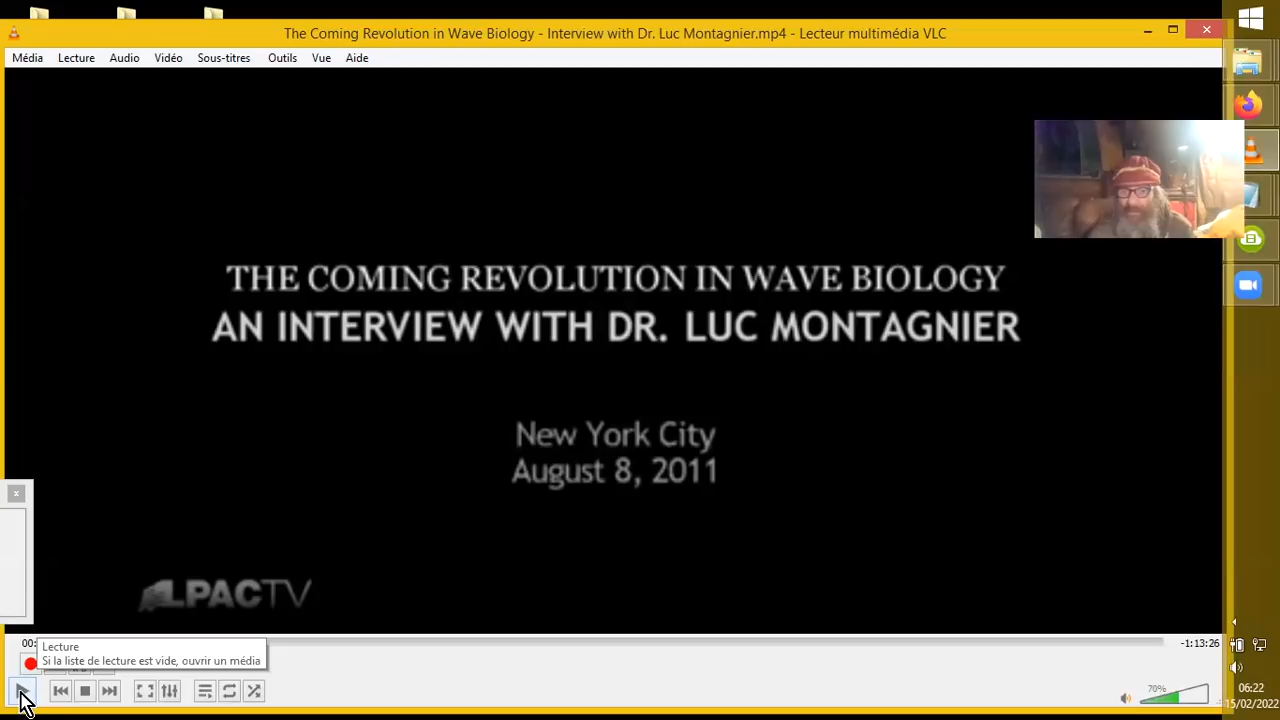 The Coming Revolution in Wave Biology - Interview with Dr. Luc Montagnier.mp4 - Lecteur multimédia VLC
Média Lecture Audio Vidéo Sous-titres Outils Vue Aide
THE COMING REVOLUTION IN WAVE BIOLOGY
AN INTERVIEW WITH DR. LUC MONTAGNIER
New York City
August 8, 2011
LPACTV
00:
-1:13:26
Lecture
Si la liste de lecture est vide, ouvrir un média
70%
06:22
15/02/2022